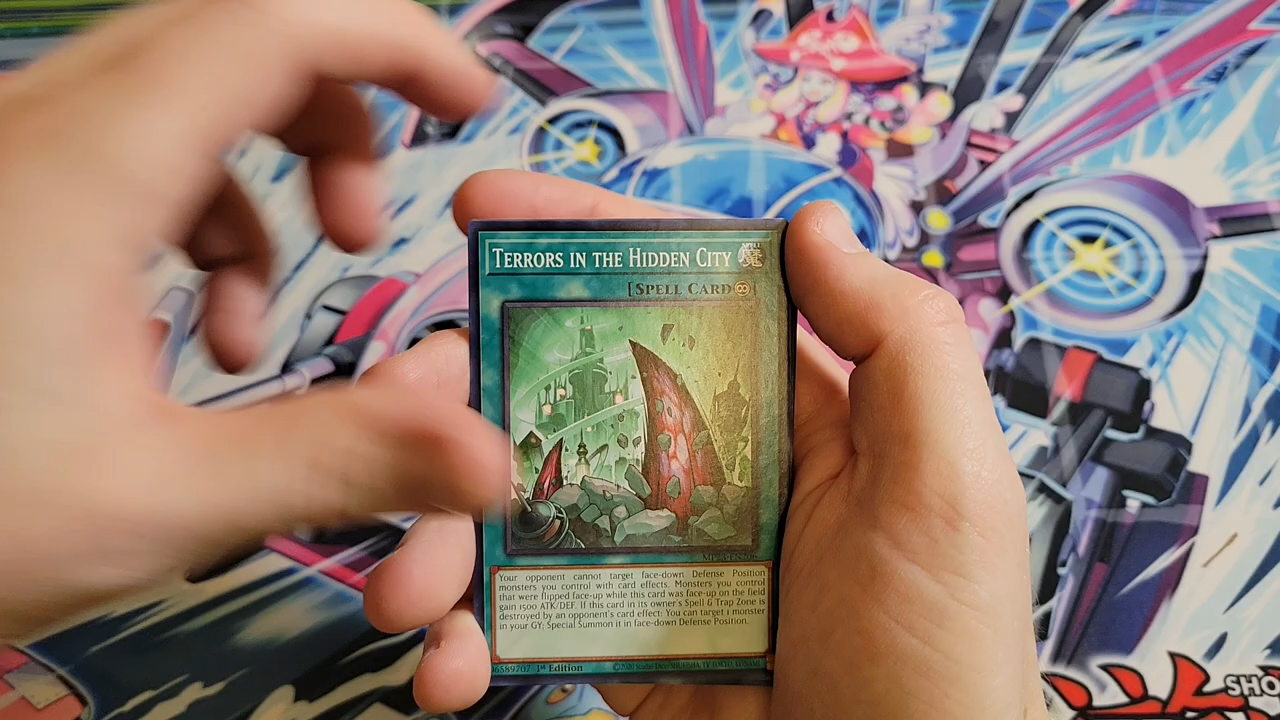 TERRORS IN THE HIDDEN CITY
魔
[SPELL CARD ]
Your opponent cannot target face-down Defense Position
monsters you control with card effects. Monsters you control
that were flipped face-up while this card was face-up on the field
gain 1500 ATK/DEF. If this card in its owner's Spell & Trap Zone is
destroyed by an opponent's card effect: You can target 1 monster
in your GY; Special Summon it in face-down Defense Position.
1st Edition
SHO